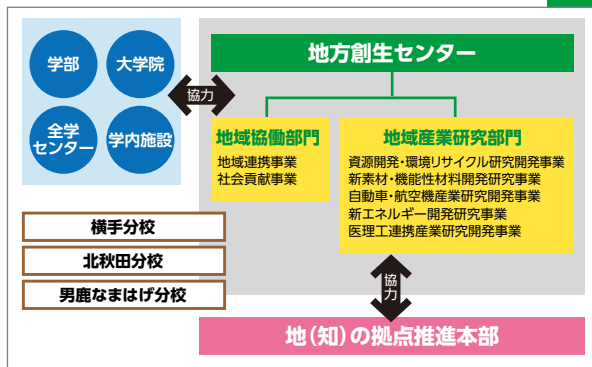 学部
大学院
全学
センター
学内施設
協力
地方創生センター
地域協働部門
地域連携事業
社会貢献事業
地域産業研究部門
資源開発・環境リサイクル研究開発事業
新素材・機能性材料開発研究事業
自動車・航空機産業研究開発事業
新エネルギー開発研究事業
医理工連携産業研究開発事業
横手分校
北秋田分校
男鹿なまはげ分校
協力
地(知)の拠点推進本部